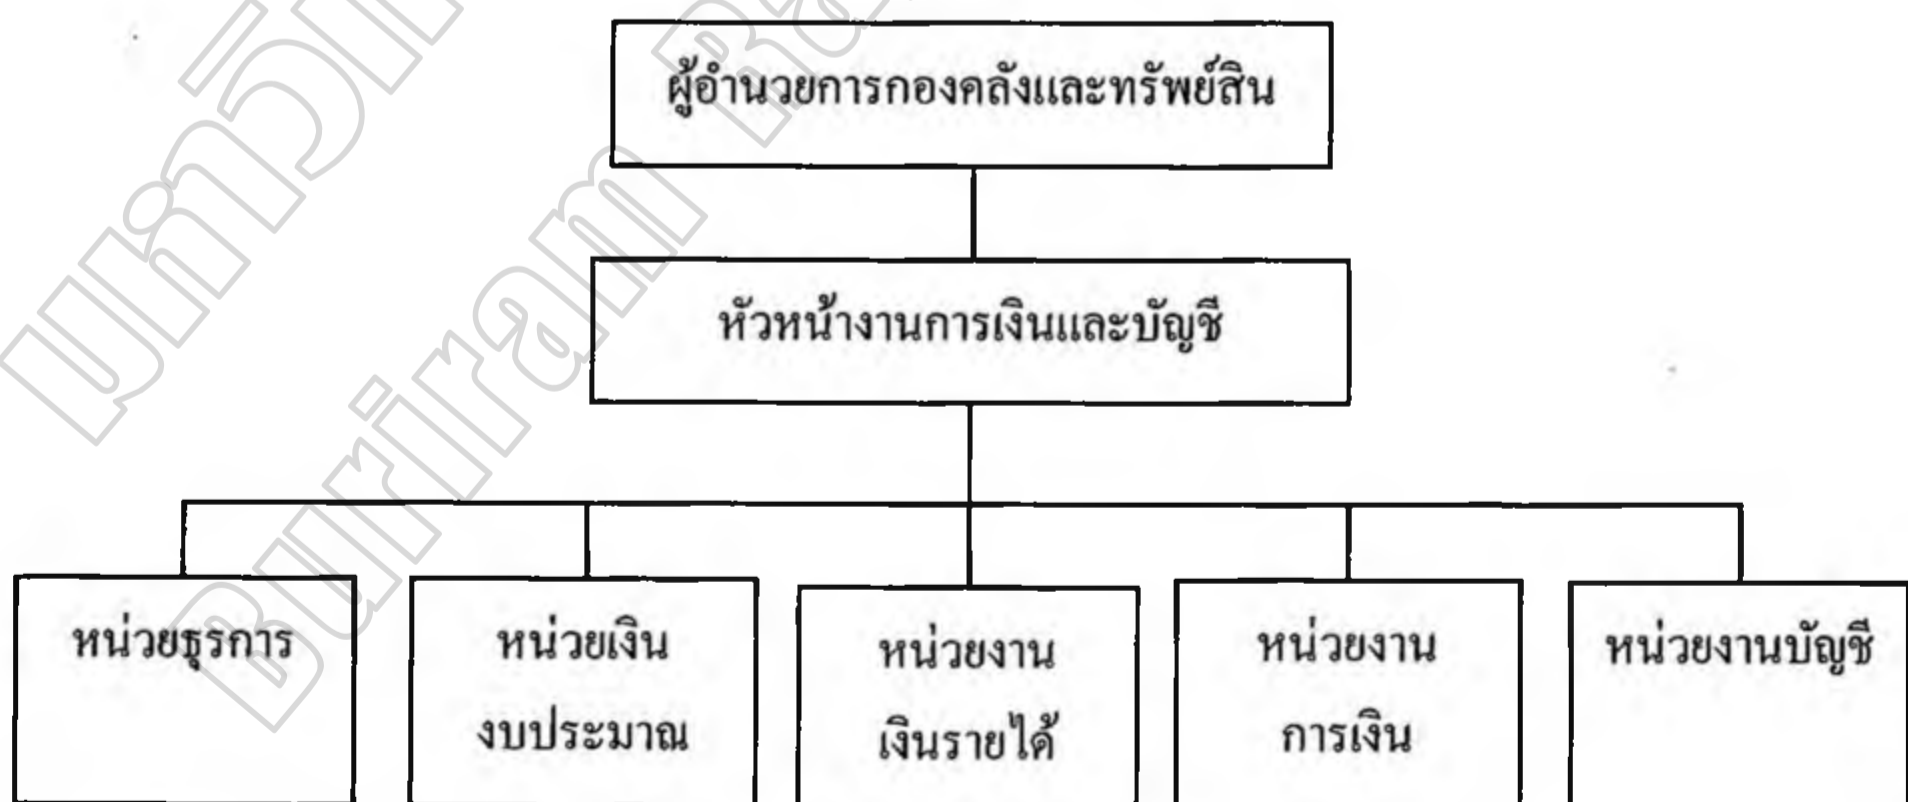 ผู้อำนวยการกองคลังและทรัพย์สิน
หัวหน้างานการเงินและบัญชี
หน่วยธุรการ
หน่วยเงิน
งบประมาณ
หน่วยงาน
เงินรายได้
หน่วยงาน
การเงิน
หน่วยงานบัญชี
Buriram